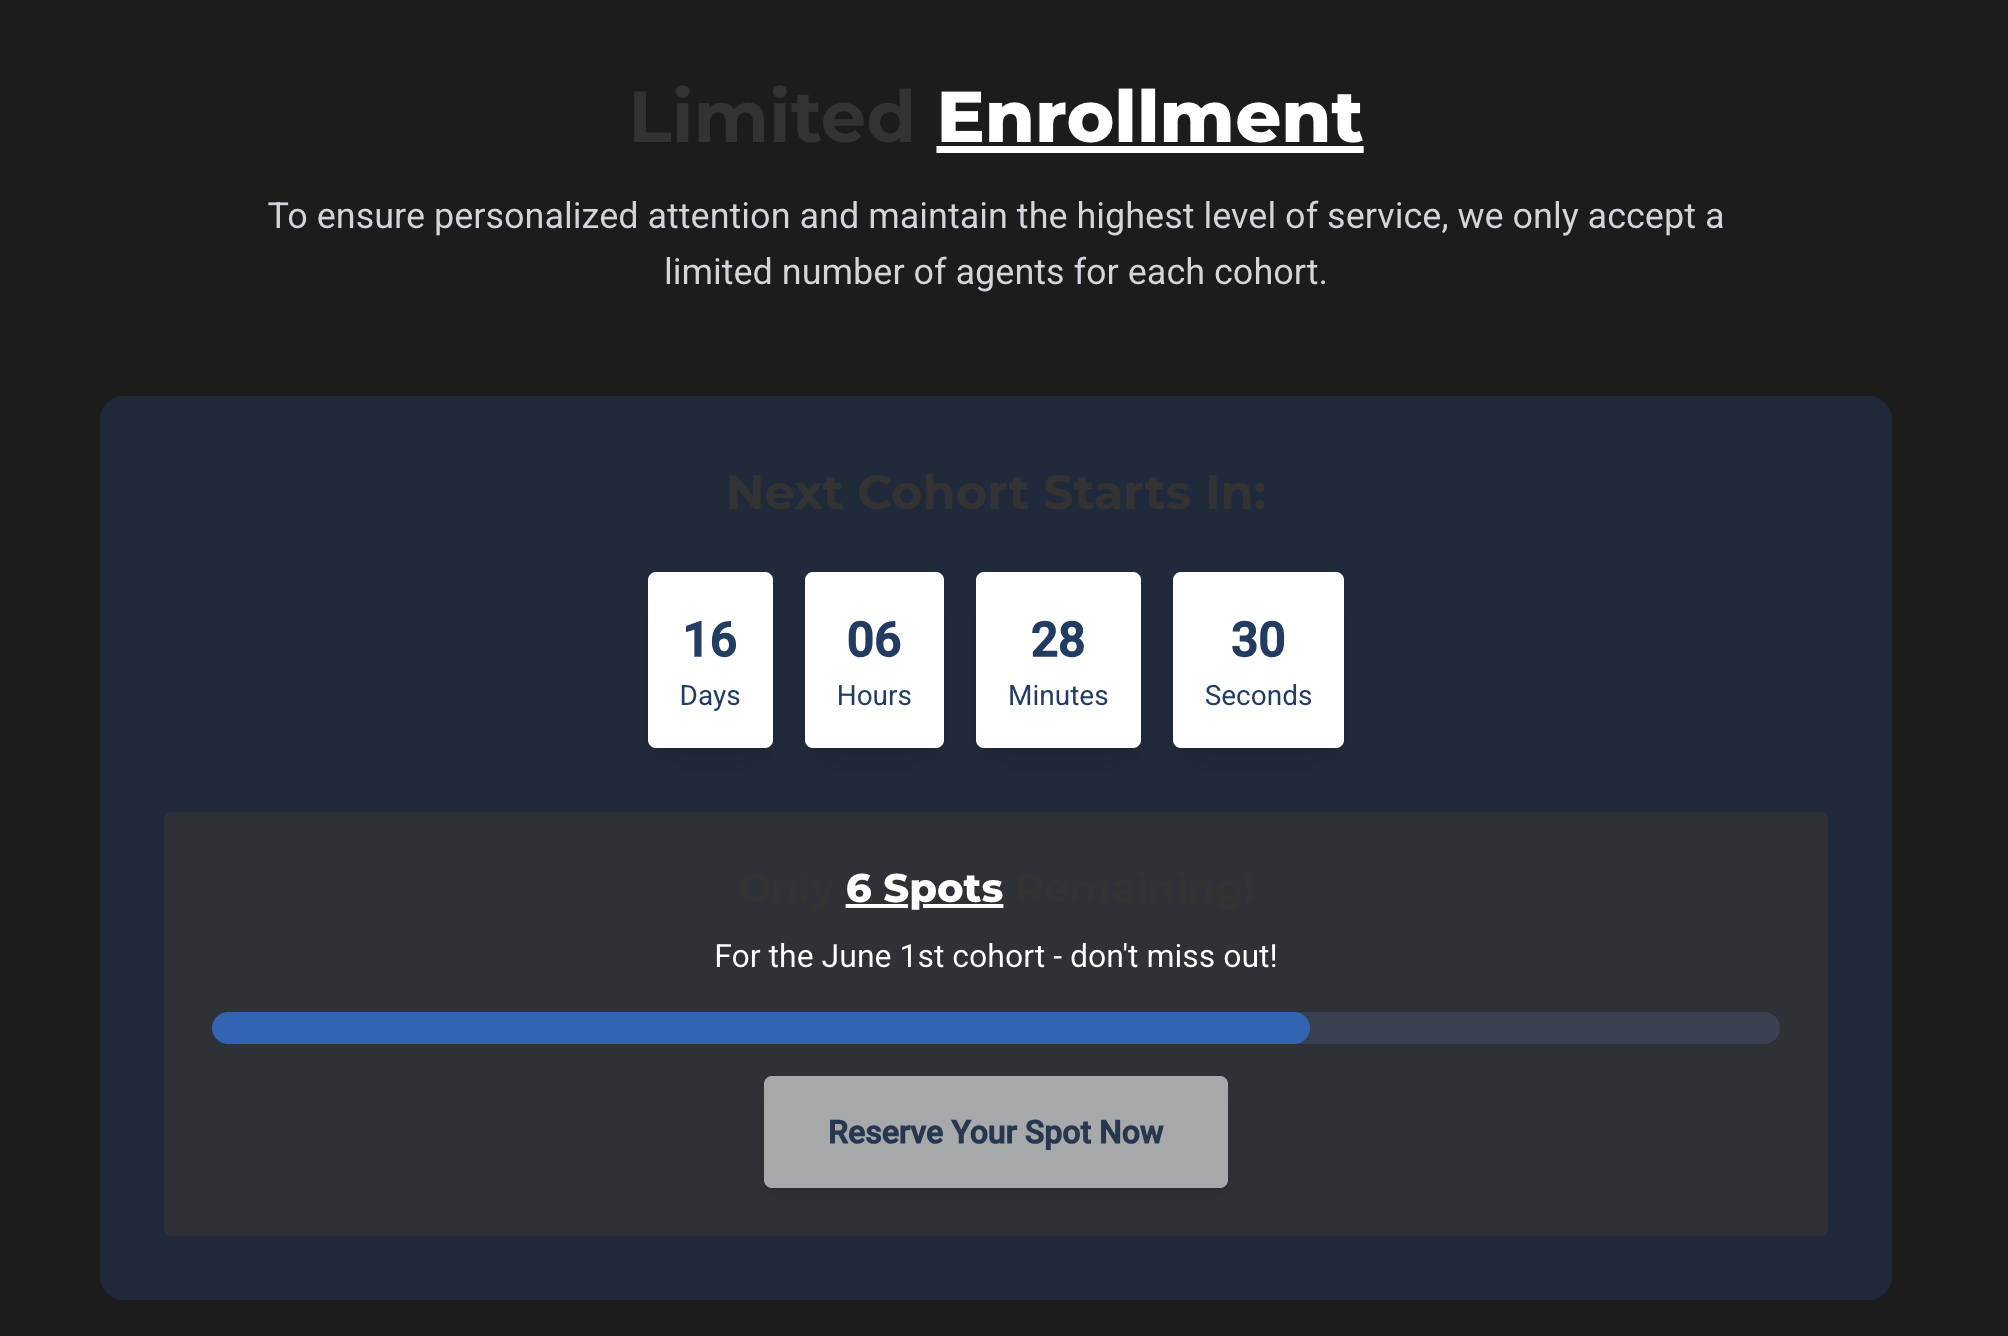 Limited Enrollment
To ensure personalized attention and maintain the highest level of service, we only accept a
limited number of agents for each cohort.
Next Cohort Starts In:
16
Days
06
Hours
28
Minutes
30
Seconds
Only 6 Spots Remaining!
For the June 1st cohort - don't miss out!
Reserve Your Spot Now